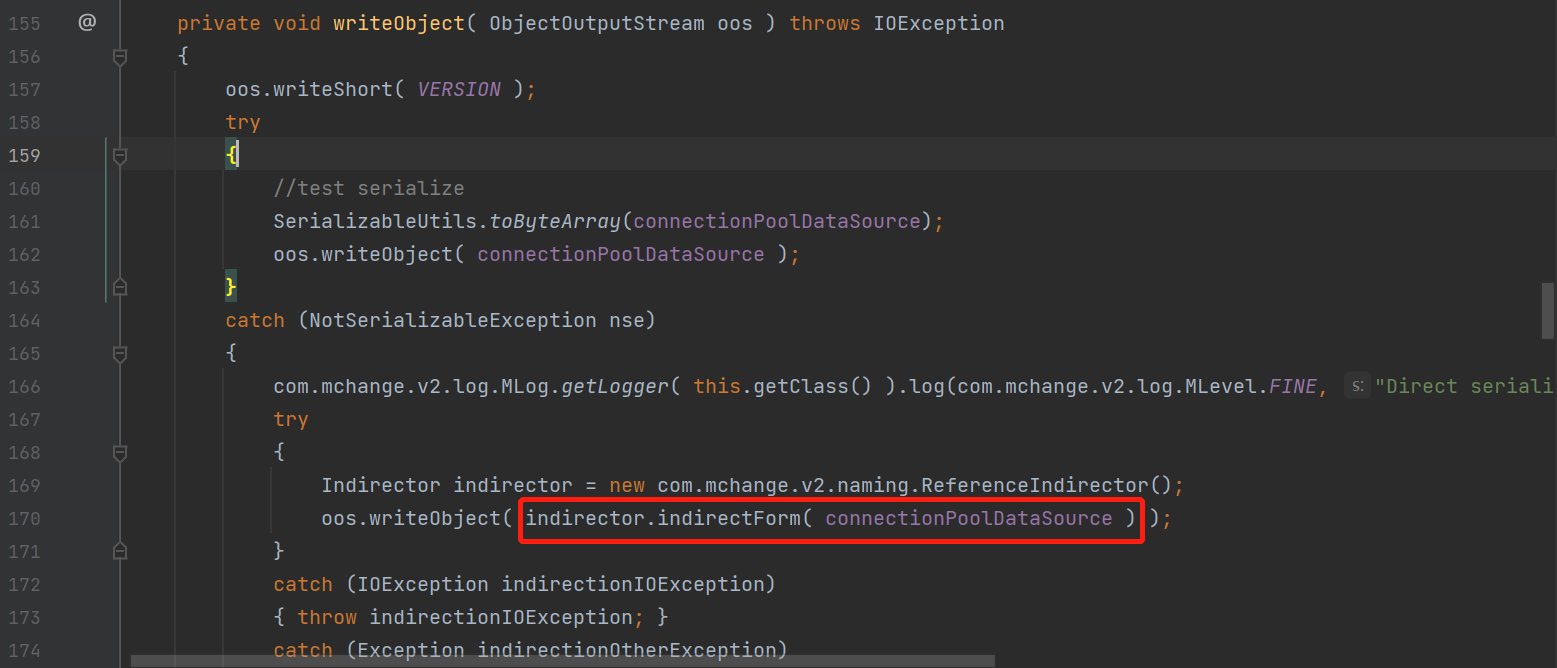 155 @ private void writeObject( ObjectOutputStream oos ) throws IOException
156 {
157 oos.writeShort( VERSION );
158 try
159 {
160 //test serialize
161 SerializableUtils.toByteArray(connectionPoolDataSource);
162 oos.writeObject( connectionPoolDataSource );
163 }
164 catch (NotSerializableException nse)
165 {
166 com.mchange.v2.log.MLog.getLogger( this.getClass() ).log(com.mchange.v2.log.MLevel.FINE, s: "Direct seriali
167 try
168 {
169 Indirector indirector = new com.mchange.v2.naming.ReferenceIndirector();
170 oos.writeObject( indirector.indirectForm( connectionPoolDataSource ) );
171 }
172 catch (IOException indirectionIOException)
173 { throw indirectionIOException; }
174 catch (Exception indirectionOtherException)